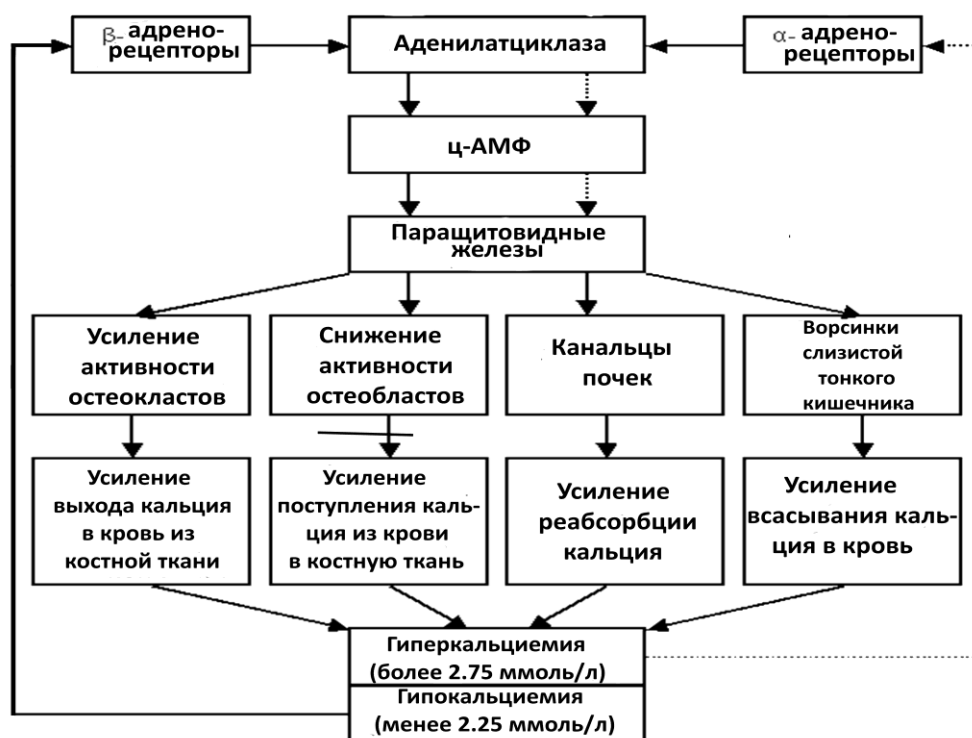 β- адрено-
рецепторы
Аденилатциклаза
α- адрено-
рецепторы
ц-АМФ
Паращитовидные
железы
Усиление
активности
остеокластов
Снижение
активности
остеобластов
Канальцы
почек
Ворсинки
слизистой
тонкого
кишечника
Усиление
выхода кальция
в кровь из
костной ткани
Усиление
поступления каль-
ция из крови
в костную ткань
Усиление
реабсорбции
кальция
Усиление
всасывания каль-
ция в кровь
Гиперкальциемия
(более 2.75 ммоль/л)
Гипокальциемия
(менее 2.25 ммоль/л)